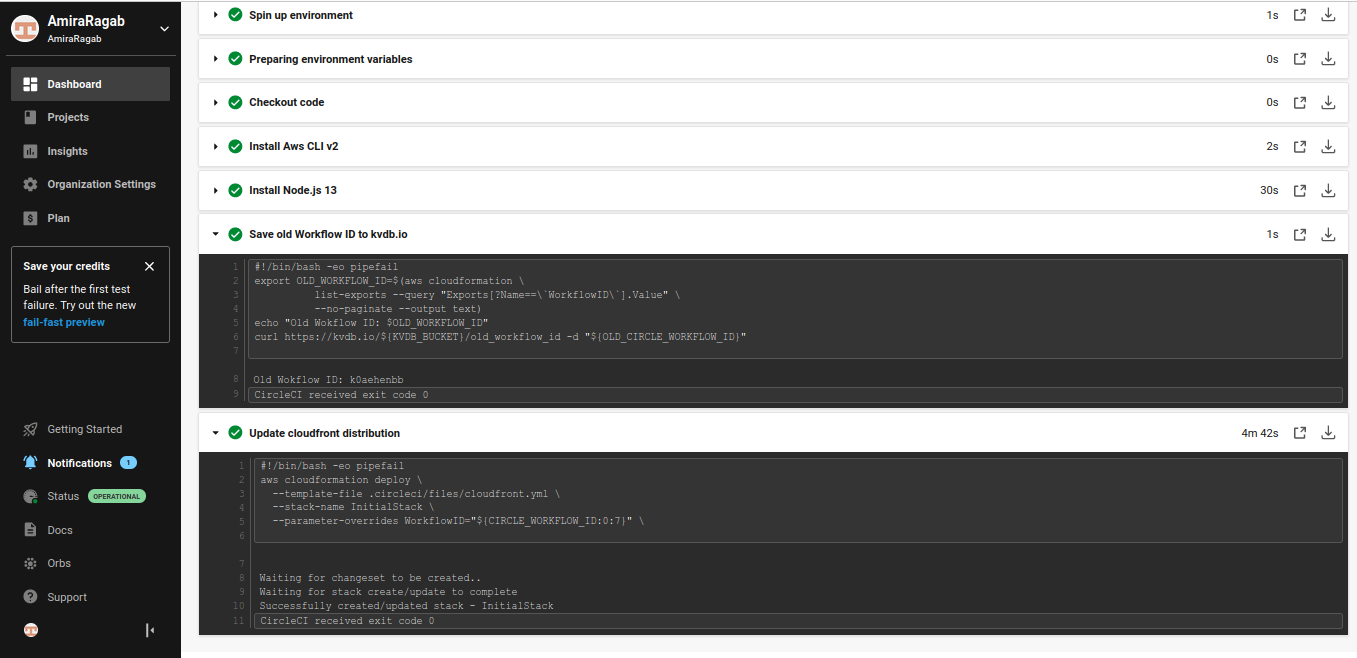 AmiraRagab
AmiraRagab
Dashboard
Projects
Insights
Organization Settings
$ Plan
Save your credits
Bail after the first test
failure. Try out the new
fail-fast preview
Getting Started
Notifications 1
Status OPERATIONAL
Docs
Orbs
? Support
Spin up environment 1s
Preparing environment variables 0s
Checkout code 0s
Install Aws CLI v2 2s
Install Node.js 13 30s
Save old Workflow ID to kvdb.io 1s
1 #!/bin/bash -eo pipefail
2 export OLD_WORKFLOW_ID=$(aws cloudformation \
3 list-exports --query "Exports[?Name==\`WorkflowID\`].Value" \
4 --no-paginate --output text)
5 echo "Old Wokflow ID: $OLD_WORKFLOW_ID"
6 curl https://kvdb.io/${KVDB_BUCKET}/old_workflow_id -d "${OLD_CIRCLE_WORKFLOW_ID}"
7
8 Old Wokflow ID: k0aehenbb
9 CircleCI received exit code 0
Update cloudfront distribution 4m 42s
1 #!/bin/bash -eo pipefail
2 aws cloudformation deploy \
3 --template-file .circleci/files/cloudfront.yml \
4 --stack-name InitialStack \
5 --parameter-overrides WorkflowID="${CIRCLE_WORKFLOW_ID:0:7}" \
6
7
8 Waiting for changeset to be created..
9 Waiting for stack create/update to complete
10 Successfully created/updated stack - InitialStack
11 CircleCI received exit code 0